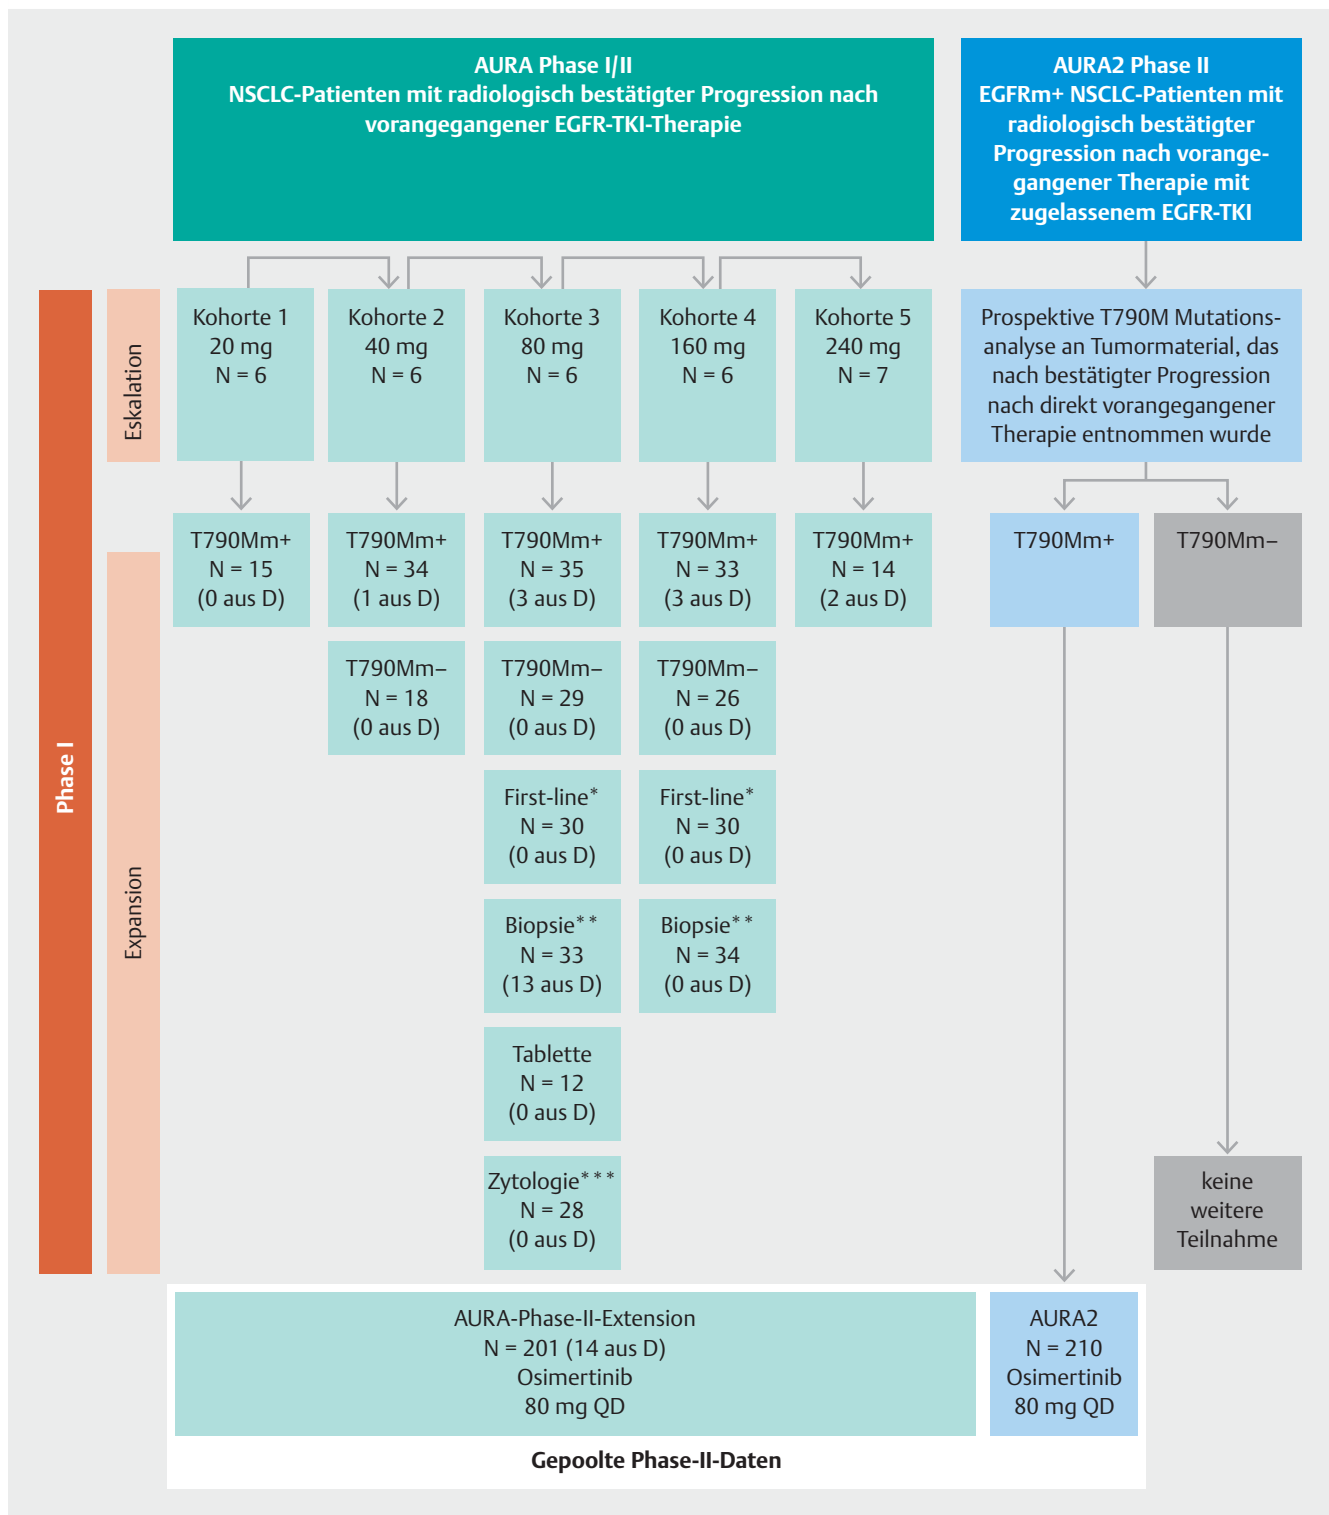 AURA Phase I/II
NSCLC-Patienten mit radiologisch bestätigter Progression nach
vorangegangener EGFR-TKI-Therapie
AURA2 Phase II
EGFRm+ NSCLC-Patienten mit
radiologisch bestätigter
Progression nach vorange-
gangener Therapie mit
zugelassenem EGFR-TKI
Phase I
Eskalation
Kohorte 1
20 mg
N = 6
Kohorte 2
40 mg
N = 6
Kohorte 3
80 mg
N = 6
Kohorte 4
160 mg
N = 6
Kohorte 5
240 mg
N = 7
Prospektive T790M Mutations-
analyse an Tumormaterial, das
nach bestätigter Progression
nach direkt vorangegangener
Therapie entnommen wurde
Expansion
T790Mm+
N = 15
(0 aus D)
T790Mm+
N = 34
(1 aus D)
T790Mm+
N = 35
(3 aus D)
T790Mm+
N = 33
(3 aus D)
T790Mm+
N = 14
(2 aus D)
T790Mm+
T790Mm–
T790Mm–
N = 18
(0 aus D)
T790Mm–
N = 29
(0 aus D)
T790Mm–
N = 26
(0 aus D)
First-line*
N = 30
(0 aus D)
First-line*
N = 30
(0 aus D)
Biopsie**
N = 33
(13 aus D)
Biopsie**
N = 34
(0 aus D)
Tablette
N = 12
(0 aus D)
Zytologie***
N = 28
(0 aus D)
keine
weitere
Teilnahme
AURA-Phase-II-Extension
N = 201 (14 aus D)
Osimertinib
80 mg QD
AURA2
N = 210
Osimertinib
80 mg QD
Gepoolte Phase-II-Daten